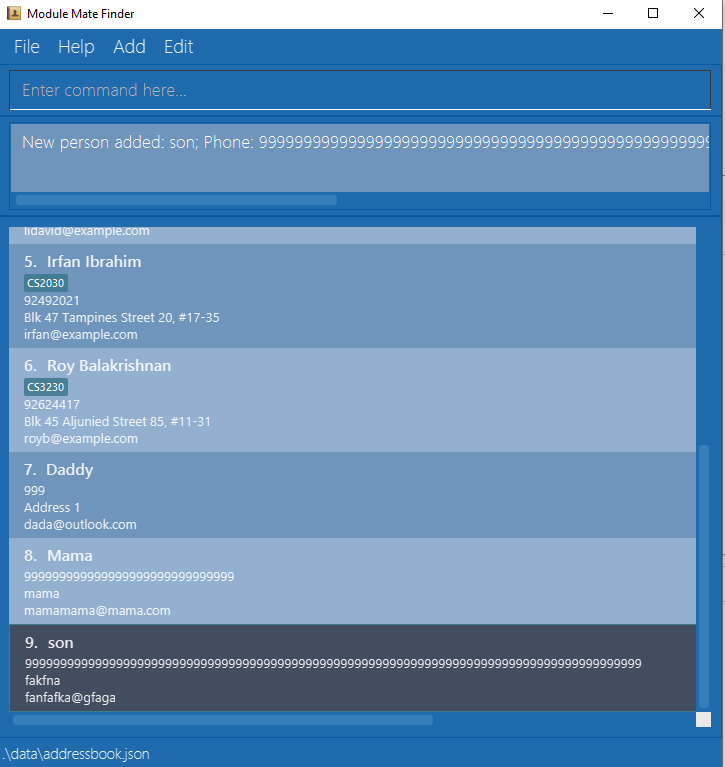 Module Mate Finder
File Help Add Edit
Enter command here...
New person added: son; Phone: 99999999999999999999999999999999999999999999999999
lidavid@example.com
5. Irfan Ibrahim
CS2030
92492021
Blk 47 Tampines Street 20, #17-35
irfan@example.com
6. Roy Balakrishnan
CS3230
92624417
Blk 45 Aljunied Street 85, #11-31
royb@example.com
7. Daddy
999
Address 1
dada@outlook.com
8. Mama
999999999999999999999999999999
mama
mamamama@mama.com
9. son
9999999999999999999999999999999999999999999999999999999999999999999999999999999999999999
fakfna
fanfafka@gfaga
.\data\addressbook.json